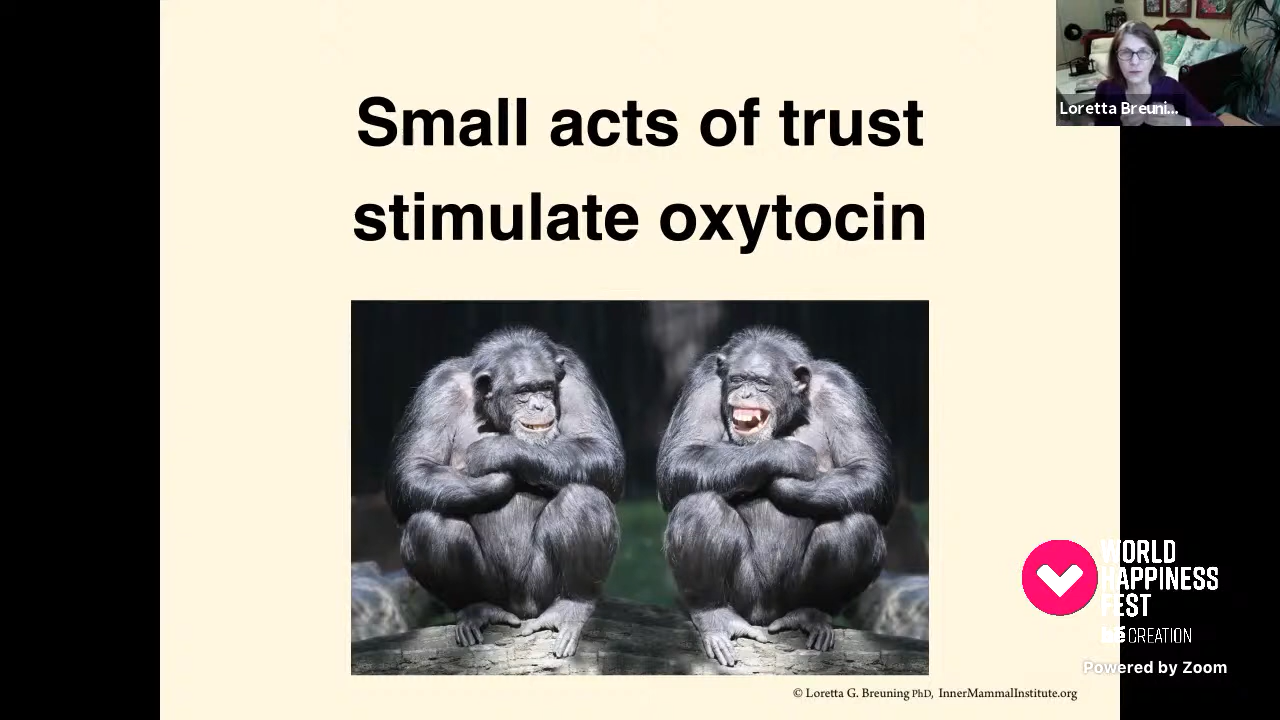 Small acts of trust
stimulate oxytocin
Loretta Breuni...
WORLD
HAPPINESS
FEST
CREATION
Powered by Zoom
© Loretta G. Breuning PhD, InnerMammalInstitute.org